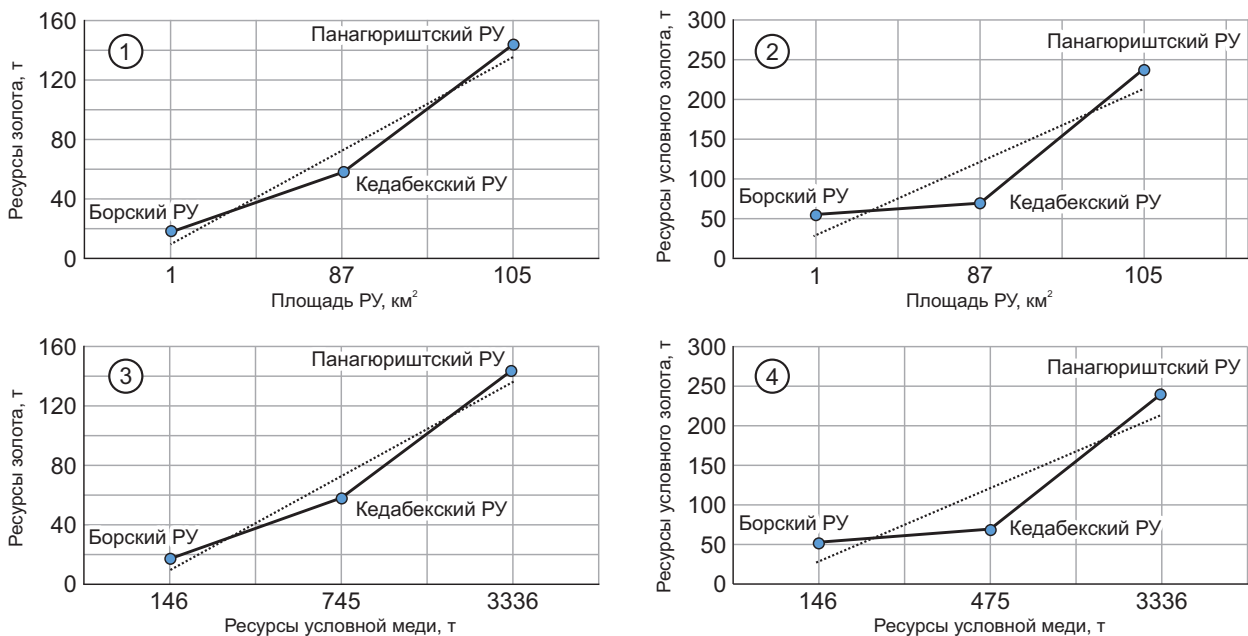 160
120
80
40
0
1
Панагюриштский РУ
Кедабекский РУ
Борский РУ
Ресурсы золота, т
1
87
105
Площадь РУ, км²
300
250
200
150
100
50
0
2
Панагюриштский РУ
Борский РУ
Кедабекский РУ
Ресурсы условного золота, т
1
87
105
Площадь РУ, км²
160
120
80
40
0
3
Панагюриштский РУ
Кедабекский РУ
Борский РУ
Ресурсы золота, т
146
745
3336
Ресурсы условной меди, т
300
250
200
150
100
50
0
4
Панагюриштский РУ
Борский РУ
Кедабекский РУ
Ресурсы условного золота, т
146
475
3336
Ресурсы условной меди, т